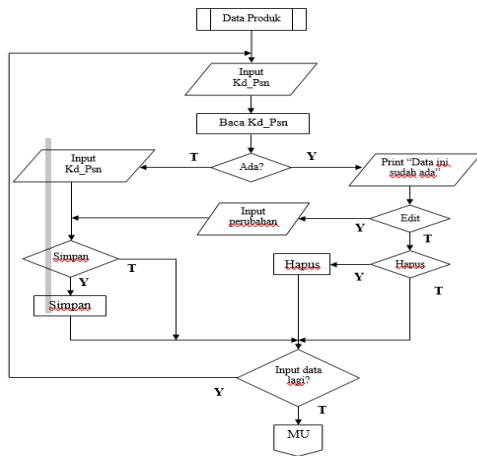 Data Produk
Input
Kd_Psn
Baca Kd_Psn
Input
Kd_Psn
T
Ada?
Y
Print “Data ini
sudah ada”
Input
perubahan
Y
Edit
T
Simpan
T
Y
Hapus
Y
Hapus
T
Simpan
Input data
lagi?
Y
T
MU